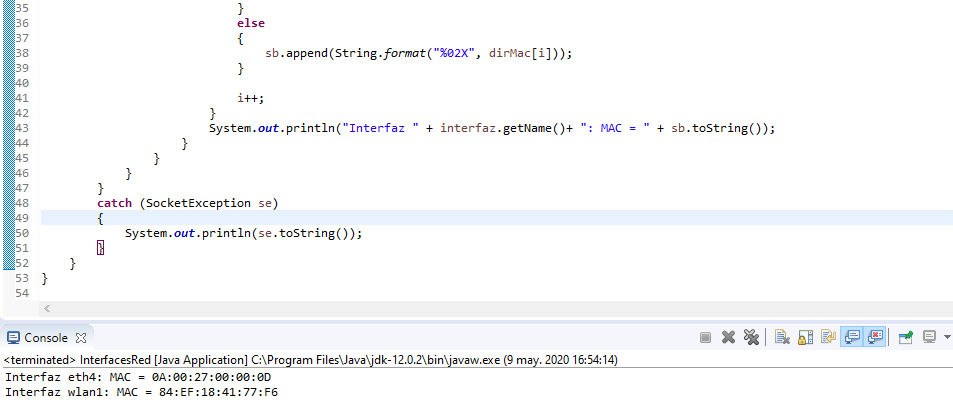 35 }
36 else
37 {
38 sb.append(String.format("%02X", dirMac[i]));
39 }
40
41 i++;
42 }
43 System.out.println("Interfaz " + interfaz.getName()+ ": MAC = " + sb.toString());
44 }
45 }
46 }
47 }
48 catch (SocketException se)
49 {
50 System.out.println(se.toString());
51 }
52 }
53 }
54
Console
<terminated> InterfacesRed [Java Application] C:\Program Files\Java\jdk-12.0.2\bin\javaw.exe (9 may. 2020 16:54:14)
Interfaz eth4: MAC = 0A:00:27:00:00:0D
Interfaz wlan1: MAC = 84:EF:18:41:77:F6